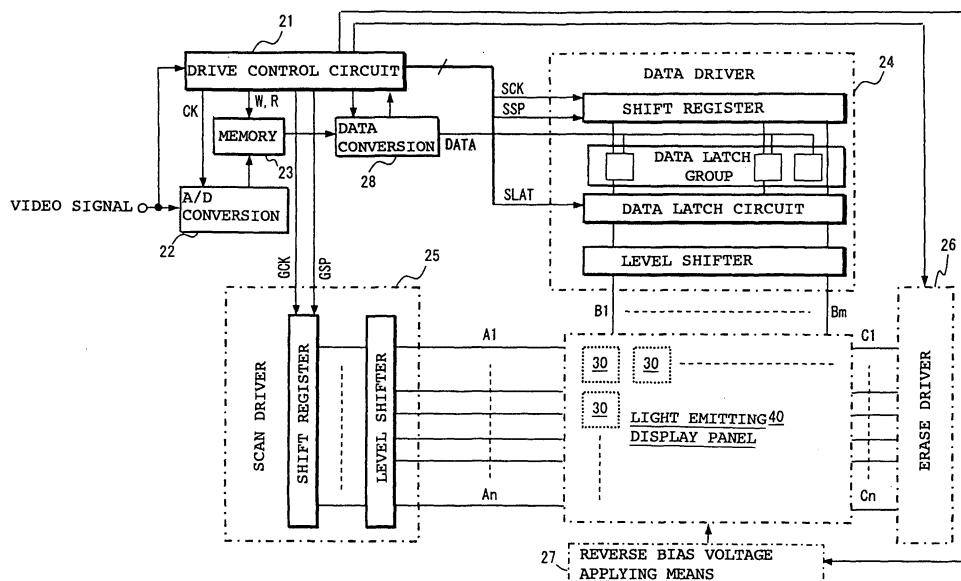 21
DRIVE CONTROL CIRCUIT
CK
W,R
MEMORY
23
DATA
CONVERSION
28
DATA
VIDEO SIGNAL
A/D
CONVERSION
22
GCK
GSP
24
DATA DRIVER
SCK
SSP
SHIFT REGISTER
DATA LATCH
GROUP
SLAT
DATA LATCH CIRCUIT
LEVEL SHIFTER
B1
Bm
25
SCAN DRIVER
SHIFT REGISTER
LEVEL SHIFTER
A1
An
30
30
30
LIGHT EMITTING 40
DISPLAY PANEL
C1
Cn
26
ERASE DRIVER
27
REVERSE BIAS VOLTAGE
APPLYING MEANS